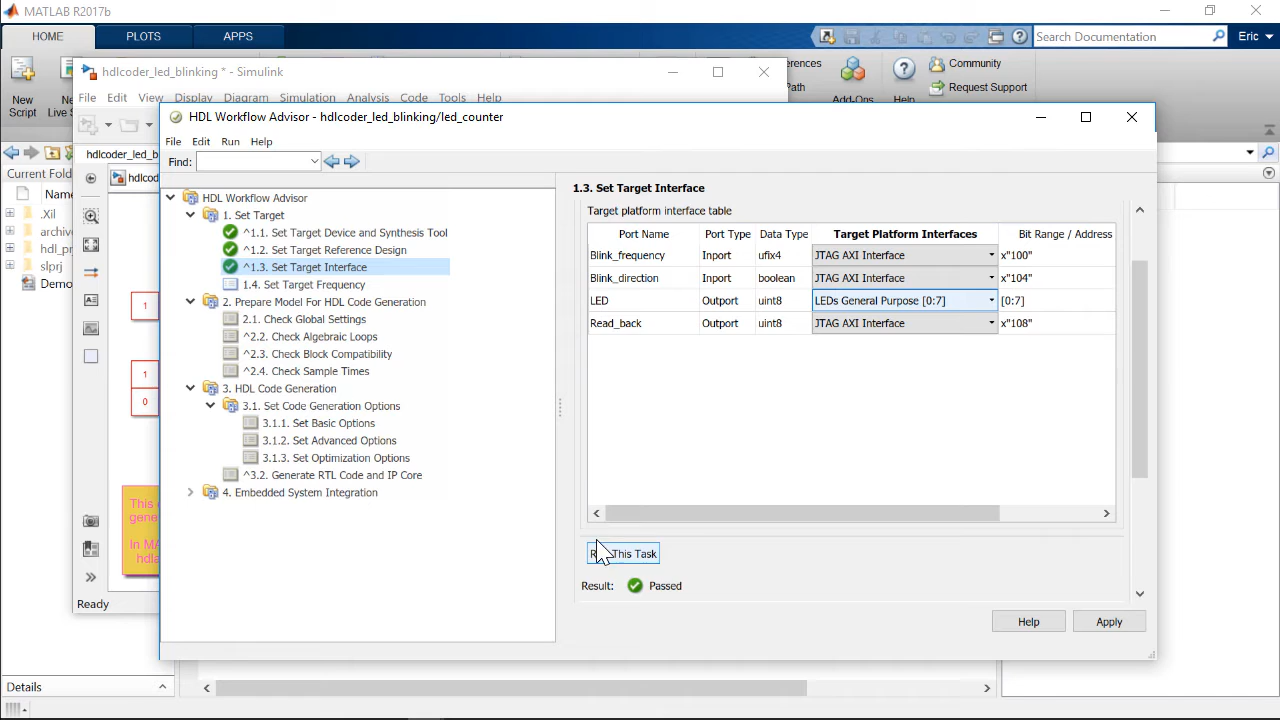 MATLAB R2017b
HOME
PLOTS
APPS
Search Documentation
Eric
New
Script
Ne
Live S
Path
Add-Ons
Help
Community
Request Support
hdlcoder_led_blinking * - Simulink
File Edit View Display Diagram Simulation Analysis Code Tools Help
hdlcoder_led_b
hdlcod
Current Fold
Name
.Xil
archiv
hdl_pr
slprj
Demo
1
1
0
This
gene
In MA
hdla
Ready
Details
HDL Workflow Advisor - hdlcoder_led_blinking/led_counter
File Edit Run Help
Find:
HDL Workflow Advisor
1. Set Target
^1.1. Set Target Device and Synthesis Tool
^1.2. Set Target Reference Design
^1.3. Set Target Interface
1.4. Set Target Frequency
2. Prepare Model For HDL Code Generation
2.1. Check Global Settings
^2.2. Check Algebraic Loops
^2.3. Check Block Compatibility
^2.4. Check Sample Times
3. HDL Code Generation
3.1. Set Code Generation Options
3.1.1. Set Basic Options
3.1.2. Set Advanced Options
3.1.3. Set Optimization Options
^3.2. Generate RTL Code and IP Core
4. Embedded System Integration
1.3. Set Target Interface
Target platform interface table
Port Name Port Type Data Type Target Platform Interfaces Bit Range / Address
Blink_frequency Inport ufix4 JTAG AXI Interface x"100"
Blink_direction Inport boolean JTAG AXI Interface x"104"
LED Outport uint8 LEDs General Purpose [0:7] [0:7]
Read_back Outport uint8 JTAG AXI Interface x"108"
This Task
Result: Passed
Help
Apply